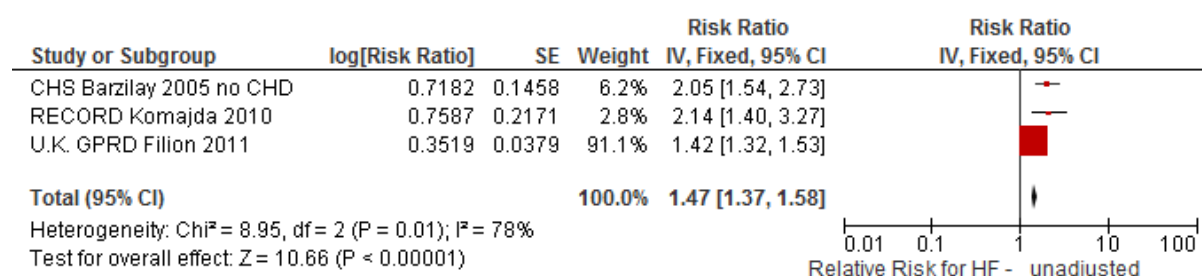 Risk Ratio Risk Ratio
Study or Subgroup log[Risk Ratio] SE Weight IV, Fixed, 95% CI IV, Fixed, 95% CI
CHS Barzilay 2005 no CHD 0.7182 0.1458 6.2% 2.05 [1.54, 2.73]
RECORD Komajda 2010 0.7587 0.2171 2.8% 2.14 [1.40, 3.27]
U.K. GPRD Filion 2011 0.3519 0.0379 91.1% 1.42 [1.32, 1.53]
Total (95% CI) 100.0% 1.47 [1.37, 1.58]
Heterogeneity: Chi² = 8.95, df = 2 (P = 0.01); I² = 78%
Test for overall effect: Z = 10.66 (P < 0.00001)
0.01 0.1 1 10 100
Relative Risk for HF - unadjusted